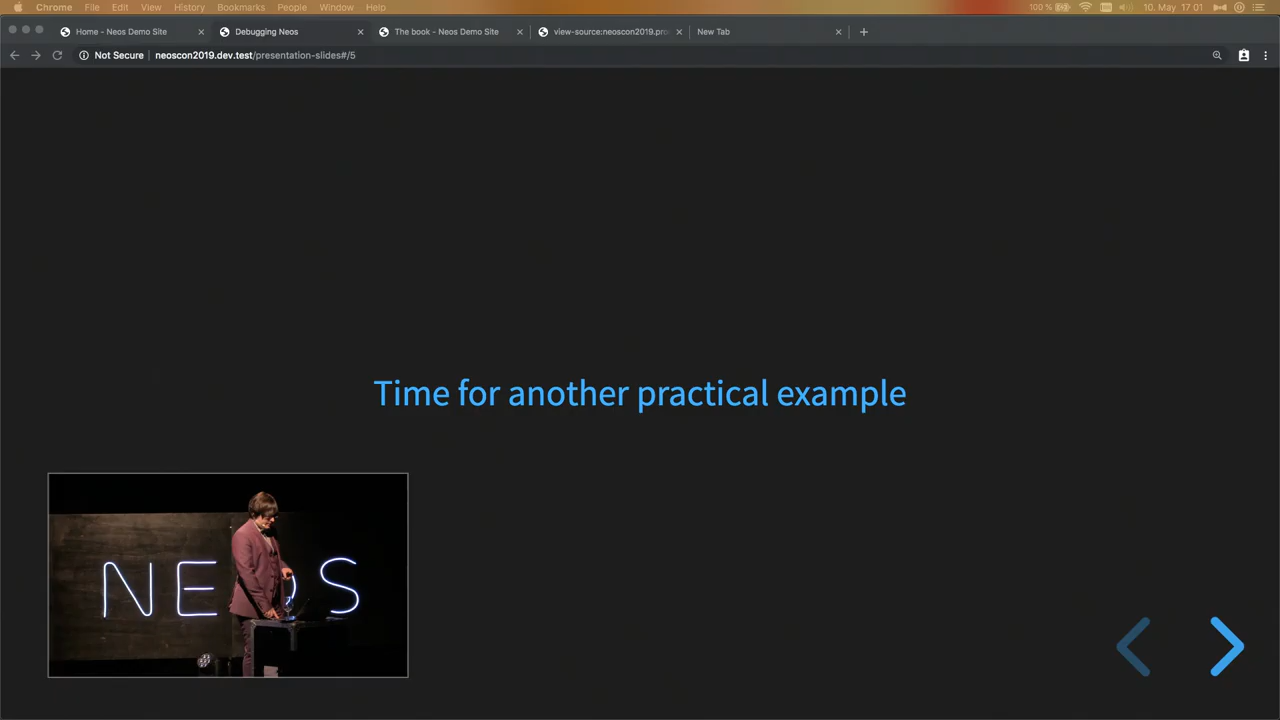 Chrome File Edit View History Bookmarks People Window Help 100 % 10. May 17 01
Home - Neos Demo Site Debugging Neos The book - Neos Demo Site view-source:neoscon2019.pro New Tab
Not Secure neoscon2019.dev.test/presentation-slides#/5
Time for another practical example
NEOS